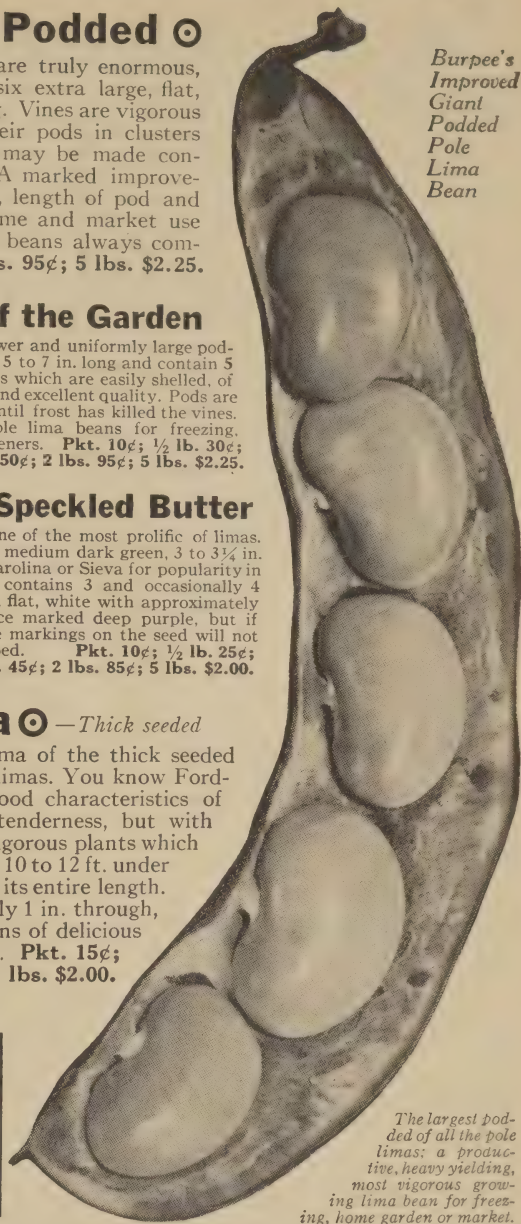 Podded ⊙
are truly enormous,
six extra large, flat,
. Vines are vigorous
eir pods in clusters
may be made con-
A marked improve-
, length of pod and
me and market use
beans always com-
s. 95¢; 5 lbs. $2.25.
f the Garden
wer and uniformly large pod-
5 to 7 in. long and contain 5
s which are easily shelled, of
nd excellent quality. Pods are
ntil frost has killed the vines.
ole lima beans for freezing,
eners. Pkt. 10¢; ½ lb. 30¢;
50¢; 2 lbs. 95¢; 5 lbs. $2.25.
Speckled Butter
ne of the most prolific of limas.
medium dark green, 3 to 3¼ in.
arolina or Sieva for popularity in
contains 3 and occasionally 4
flat, white with approximately
ce marked deep purple, but if
e markings on the seed will not
ed. Pkt. 10¢; ½ lb. 25¢;
. 45¢; 2 lbs. 85¢; 5 lbs. $2.00.
a ⊙ —Thick seeded
ma of the thick seeded
limas. You know Ford-
ood characteristics of
tenderness, but with
gorous plants which
10 to 12 ft. under
its entire length.
ly 1 in. through,
ns of delicious
. Pkt. 15¢;
lbs. $2.00.
Burpee's
Improved
Giant
Podded
Pole
Lima
Bean
The largest pod-
ded of all the pole
limas; a produc-
tive, heavy yielding,
most vigorous grow-
ing lima bean for freez-
ing, home garden or market.